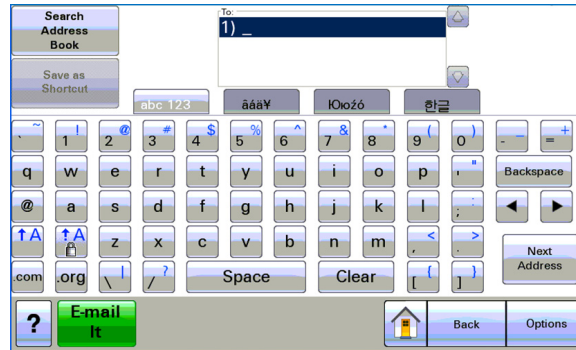 Search
Address
Book
To:
1) _
Save as
Shortcut
abc 123
âáä¥
Ююźó
한글
` ~
1 !
2 @
3 #
4 $
5 %
6 ^
7 &
8 *
9 (
0 )
- _
= +
q w e r t y u i o p ' " Backspace
@ a s d f g h j k l ; :
A A z x c v b n m , < . >
Next
Address
.com .org \ | / ? Space Clear [ { ] }
? E-mail
It
Back Options